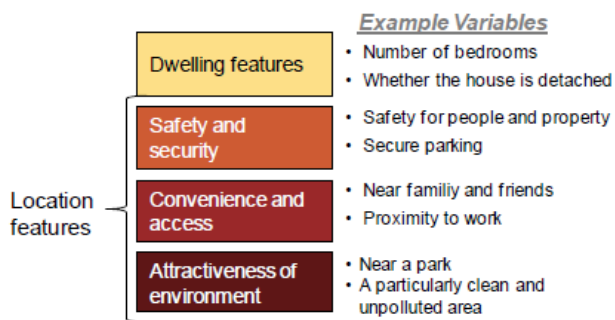 Example Variables
Dwelling features
• Number of bedrooms
• Whether the house is detached
Location
features
Safety and
security
• Safety for people and property
• Secure parking
Convenience and
access
• Near familiy and friends
• Proximity to work
Attractiveness of
environment
• Near a park
• A particularly clean and
unpolluted area